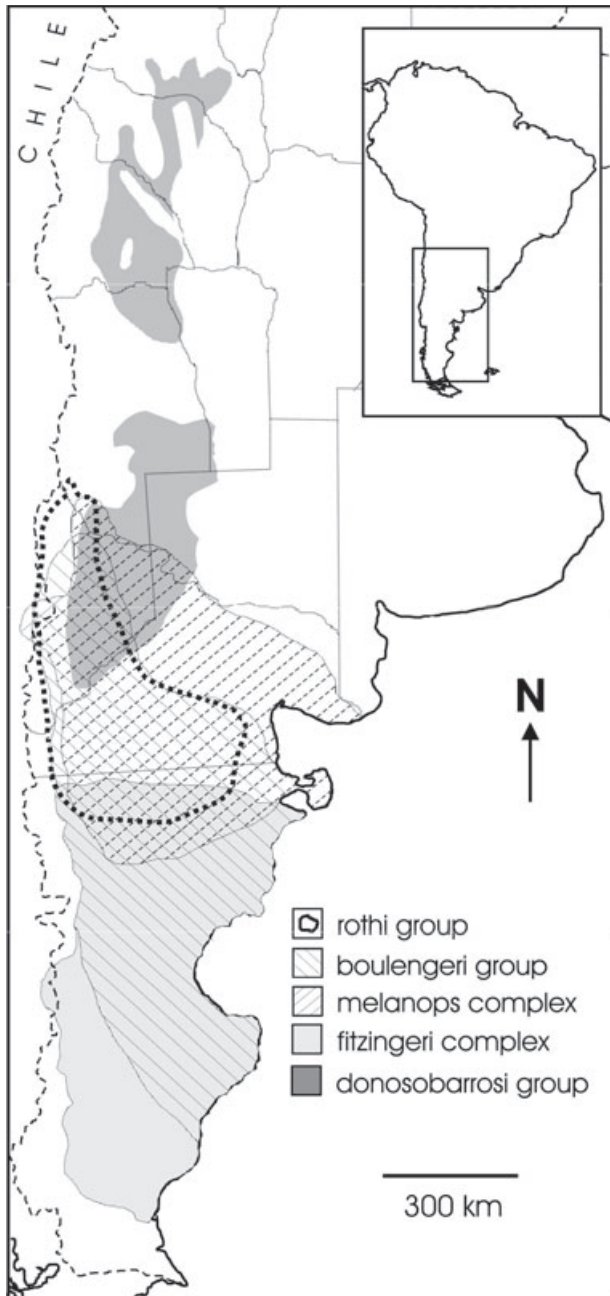 CHILE
N
rothi group
boulengeri group
melanops complex
fitzingeri complex
donosobarrosi group
300 km